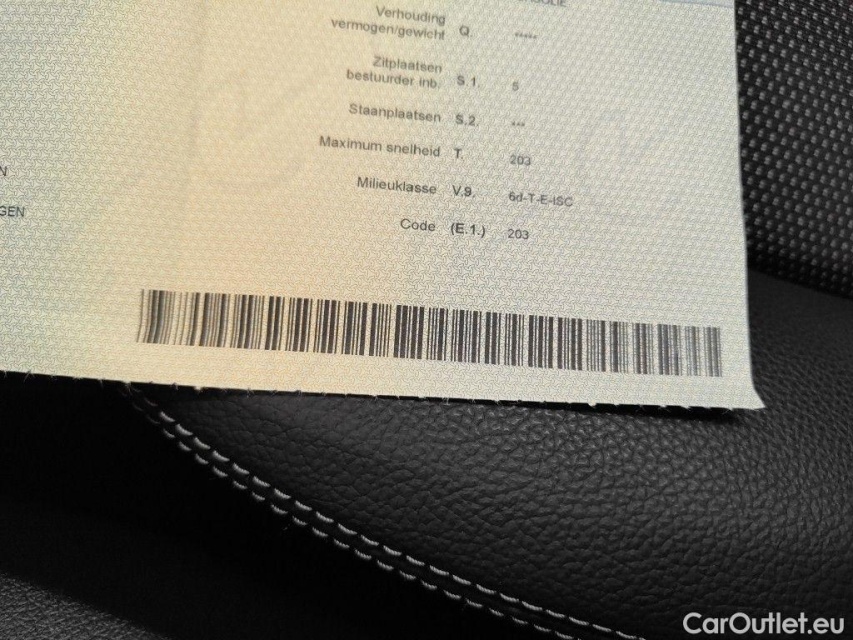 Verhouding
vermogen/gewicht Q. *****
Zitplaatsen
bestuurder inb. S.1. 5
Staanplaatsen S.2. ***
Maximum snelheid T. 203
Milieuklasse V.9. 6d-T-E-ISC
Code (E.1.) 203
GEN
CarOutlet.eu